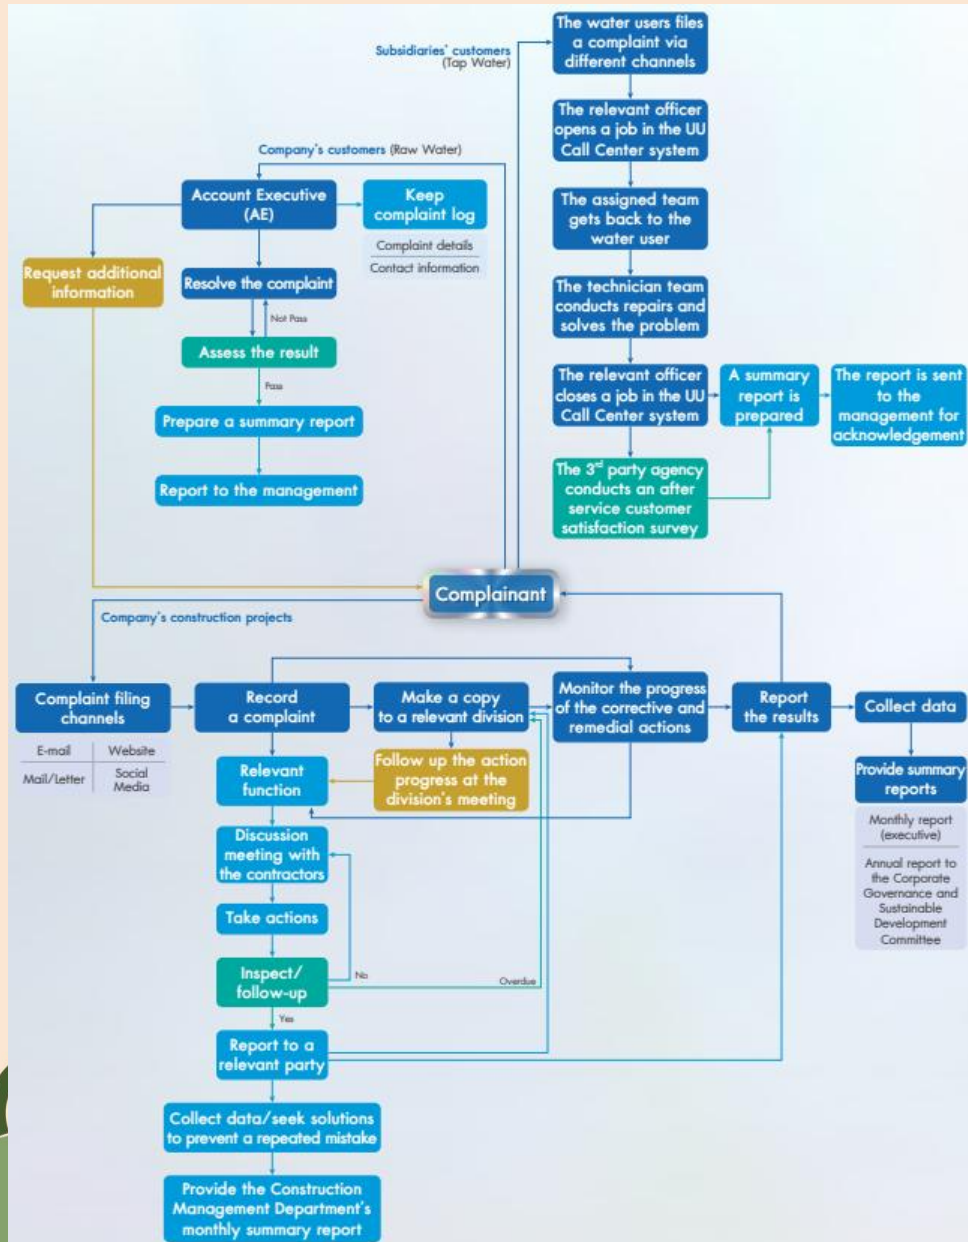 Subsidiaries' customers
(Tap Water)
The water users files
a complaint via
different channels
The relevant officer
opens a job in the UU
Call Center system
The assigned team
gets back to the
water user
The technician team
conducts repairs and
solves the problem
The relevant officer
closes a job in the UU
Call Center system
A summary
report is
prepared
The report is sent
to the
management for
acknowledgement
The 3rd party agency
conducts an after
service customer
satisfaction survey
Company's customers (Raw Water)
Account Executive
(AE)
Keep
complaint log
Complaint details
Contact information
Request additional
information
Resolve the complaint
Not Pass
Assess the result
Pass
Prepare a summary report
Report to the management
Complainant
Company's construction projects
Complaint filing
channels
E-mail
Website
Mail/Letter
Social
Media
Record
a complaint
Make a copy
to a relevant division
Monitor the progress
of the corrective and
remedial actions
Report
the results
Collect data
Relevant
function
Follow up the action
progress at the
division's meeting
Provide summary
reports
Monthly report
(executive)
Annual report to
the Corporate
Governance and
Sustainable
Development
Committee
Discussion
meeting with
the contractors
Take actions
Inspect/
follow-up
No
Overdue
Yes
Report to a
relevant party
Collect data/seek solutions
to prevent a repeated mistake
Provide the Construction
Management Department's
monthly summary report